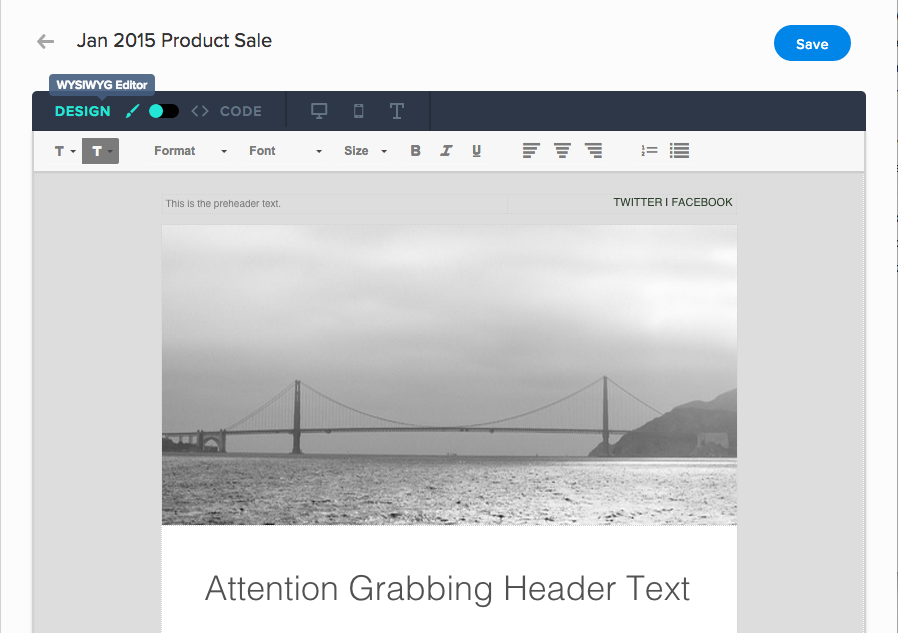 Jan 2015 Product Sale
Save
WYSIWYG Editor
DESIGN <> CODE T
T T Format Font Size B I U
This is the preheader text. TWITTER | FACEBOOK
Attention Grabbing Header Text